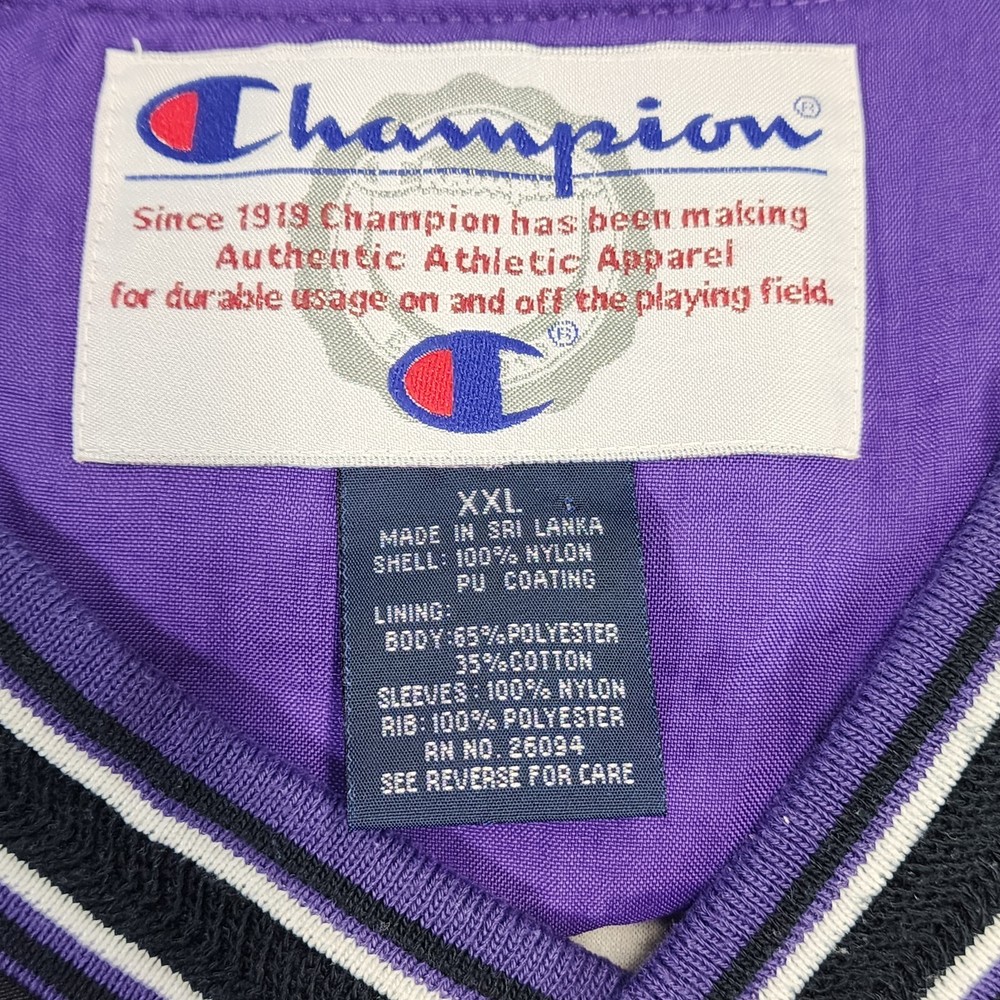 Champion®
Since 1919 Champion has been making
Authentic Athletic Apparel
for durable usage on and off the playing field.
®
XXL
MADE IN SRI LANKA
SHELL: 100% NYLON
PU COATING
LINING:
BODY:65%POLYESTER
35%COTTON
SLEEVES: 100% NYLON
RIB: 100% POLYESTER
RN NO. 26094
SEE REVERSE FOR CARE